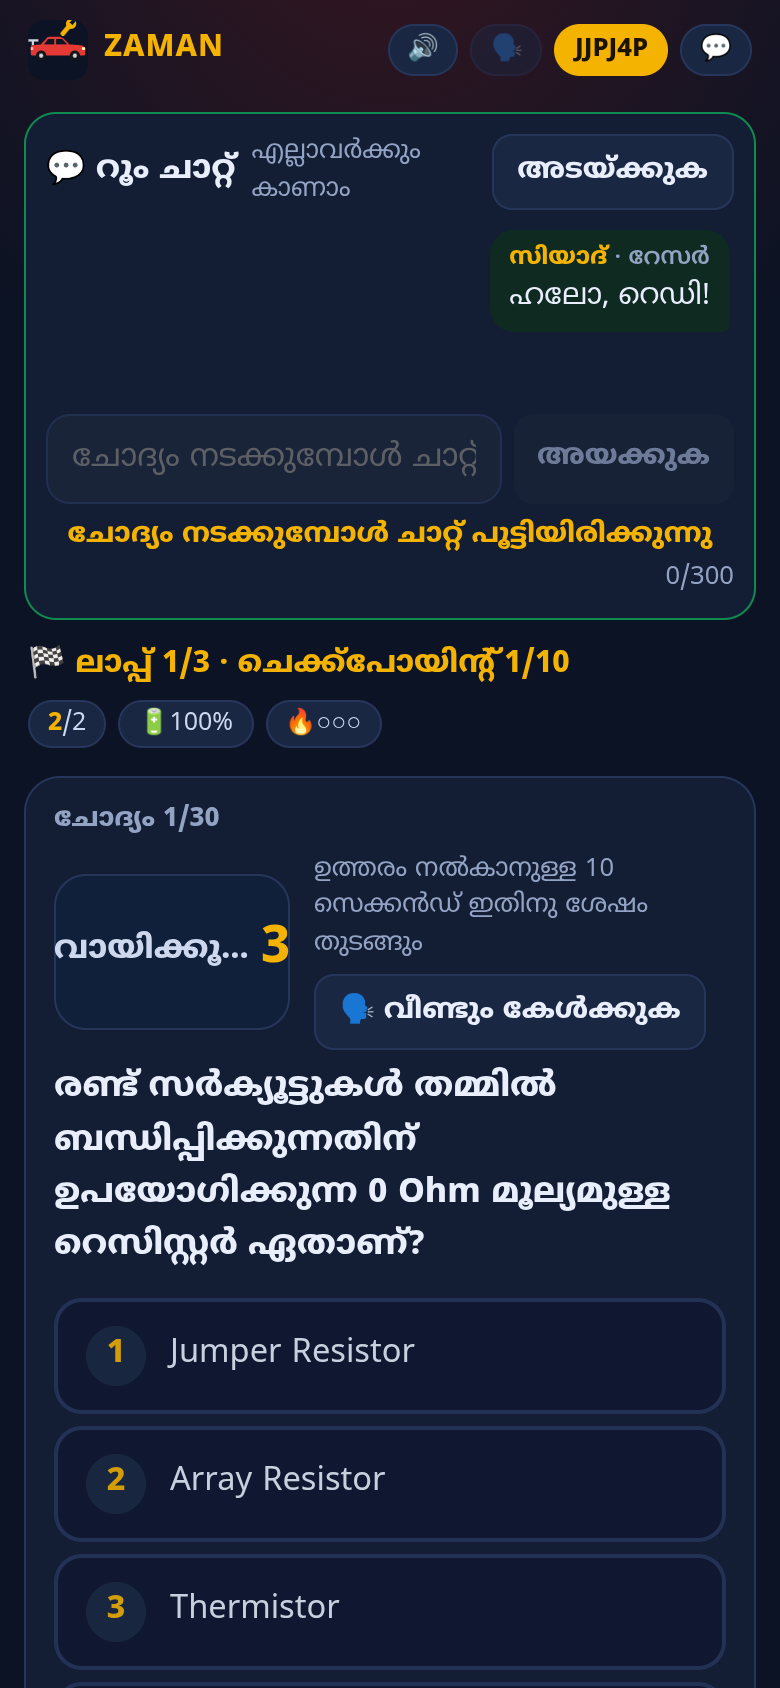 ZAMAN
JJPJ4P
റൂം ചാറ്റ്
എല്ലാവർക്കും
കാണാം
അടയ്ക്കുക
സിയാദ് · റേസർ
ഹലോ, റെഡി!
ചോദ്യം നടക്കുമ്പോൾ ചാറ്റ്
അയക്കുക
ചോദ്യം നടക്കുമ്പോൾ ചാറ്റ് പൂട്ടിയിരിക്കുന്നു
0/300
ലാപ്പ് 1/3 · ചെക്ക്പോയിന്റ് 1/10
2/2
100%
ചോദ്യം 1/30
വായിക്കൂ... 3
ഉത്തരം നൽകാനുള്ള 10
സെക്കൻഡ് ഇതിനു ശേഷം
തുടങ്ങും
വീണ്ടും കേൾക്കുക
രണ്ട് സർക്യൂട്ടുകൾ തമ്മിൽ
ബന്ധിപ്പിക്കുന്നതിന്
ഉപയോഗിക്കുന്ന 0 Ohm മൂല്യമുള്ള
റെസിസ്റ്റർ ഏതാണ്?
1 Jumper Resistor
2 Array Resistor
3 Thermistor